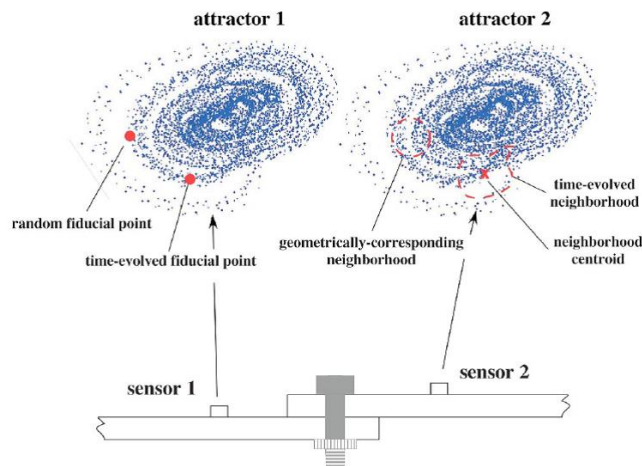 attractor 1
attractor 2
random fiducial point
time-evolved fiducial point
geometrically-corresponding
neighborhood
time-evolved
neighborhood
neighborhood
centroid
sensor 1
sensor 2